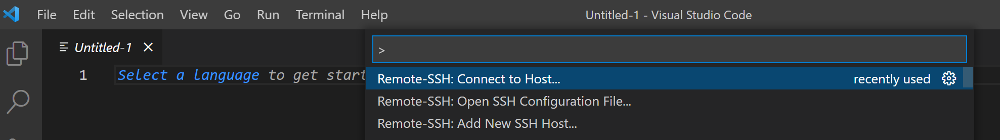 File Edit Selection View Go Run Terminal Help Untitled-1 - Visual Studio Code
Untitled-1
>
1 Select a language to get start
Remote-SSH: Connect to Host... recently used
Remote-SSH: Open SSH Configuration File...
Remote-SSH: Add New SSH Host...